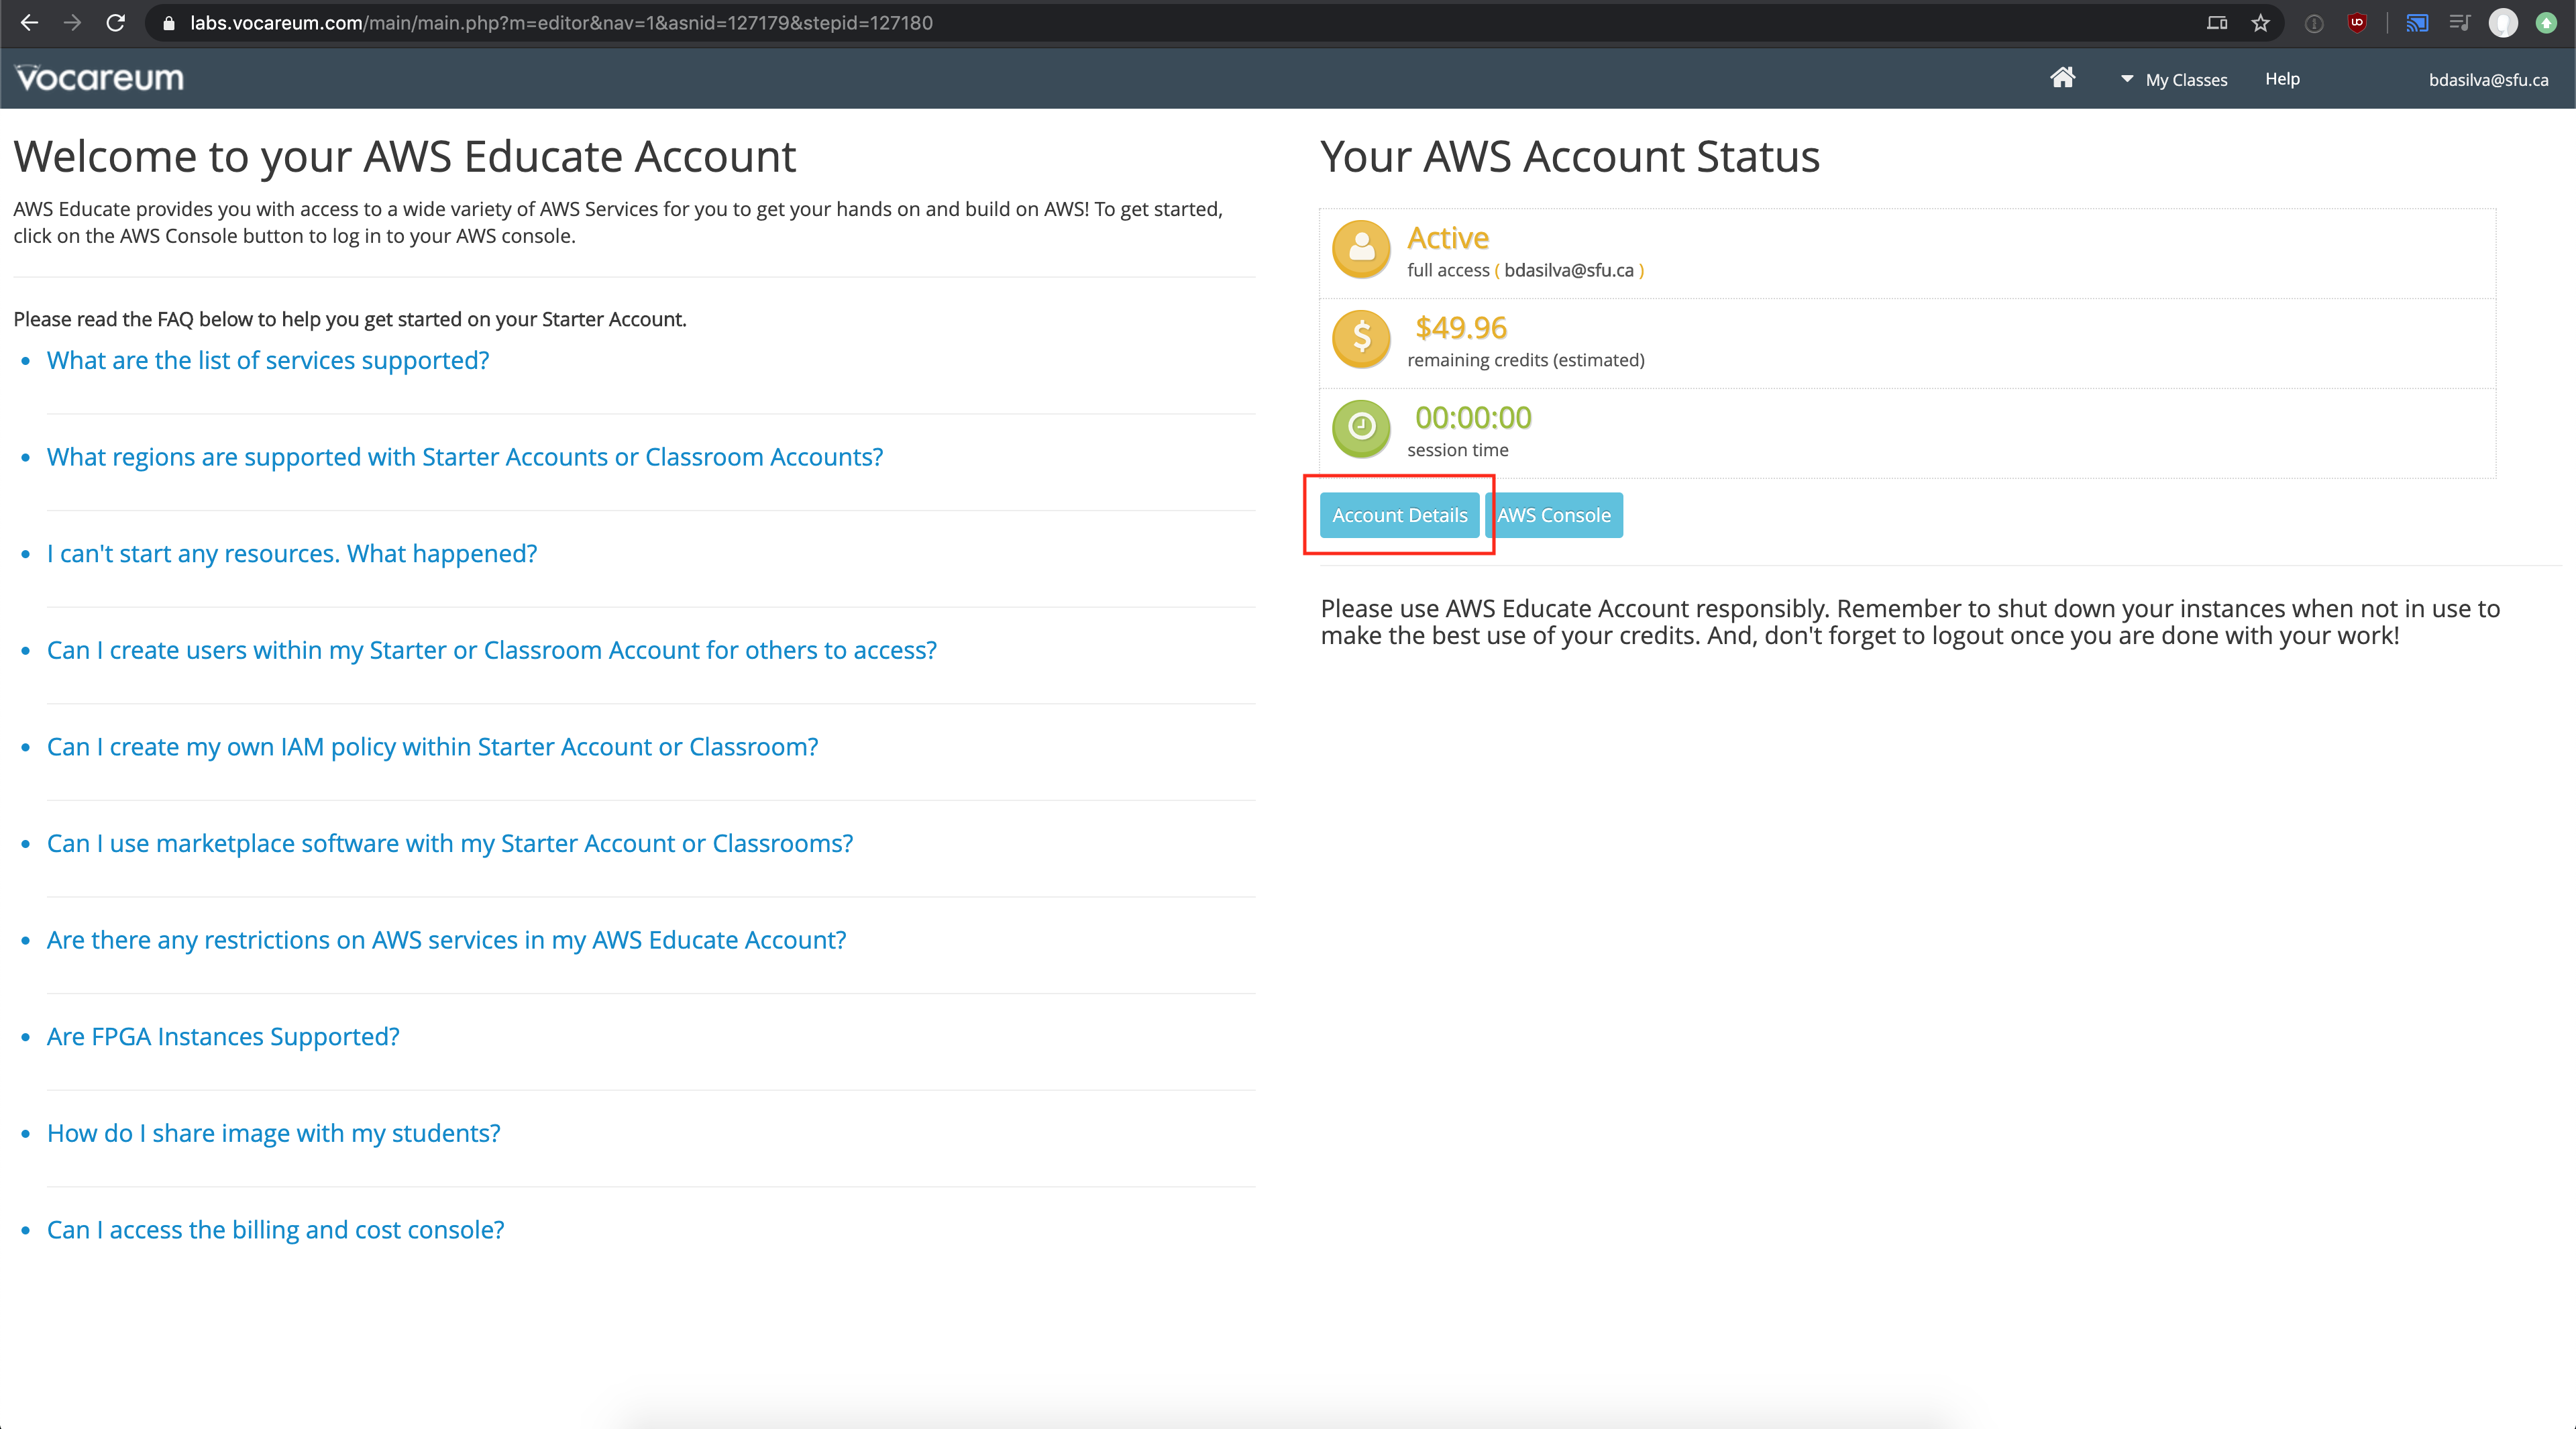 labs.vocareum.com/main/main.php?m=editor&nav=1&asnid=127179&stepid=127180
vocareum
My Classes
Help
bdasilva@sfu.ca
Welcome to your AWS Educate Account
AWS Educate provides you with access to a wide variety of AWS Services for you to get your hands on and build on AWS! To get started,
click on the AWS Console button to log in to your AWS console.
Please read the FAQ below to help you get started on your Starter Account.
What are the list of services supported?
What regions are supported with Starter Accounts or Classroom Accounts?
I can't start any resources. What happened?
Can I create users within my Starter or Classroom Account for others to access?
Can I create my own IAM policy within Starter Account or Classroom?
Can I use marketplace software with my Starter Account or Classrooms?
Are there any restrictions on AWS services in my AWS Educate Account?
Are FPGA Instances Supported?
How do I share image with my students?
Can I access the billing and cost console?
Your AWS Account Status
Active
full access ( bdasilva@sfu.ca )
$49.96
remaining credits (estimated)
00:00:00
session time
Account Details
AWS Console
Please use AWS Educate Account responsibly. Remember to shut down your instances when not in use to
make the best use of your credits. And, don't forget to logout once you are done with your work!